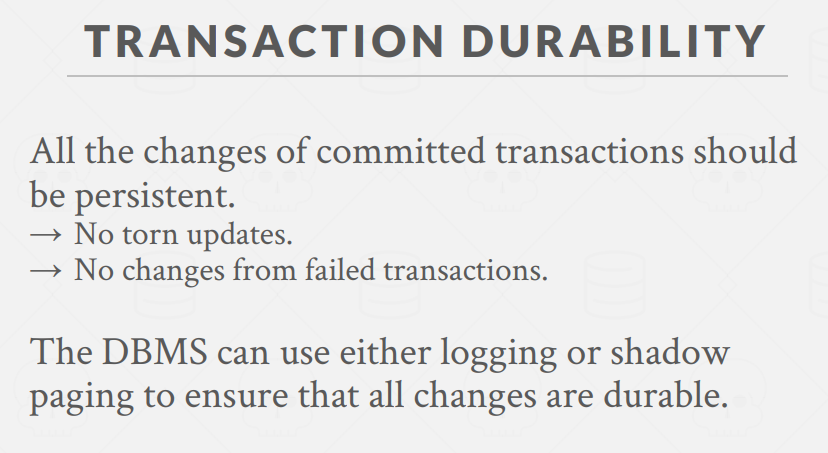 TRANSACTION DURABILITY
All the changes of committed transactions should
be persistent.
→ No torn updates.
→ No changes from failed transactions.
The DBMS can use either logging or shadow
paging to ensure that all changes are durable.